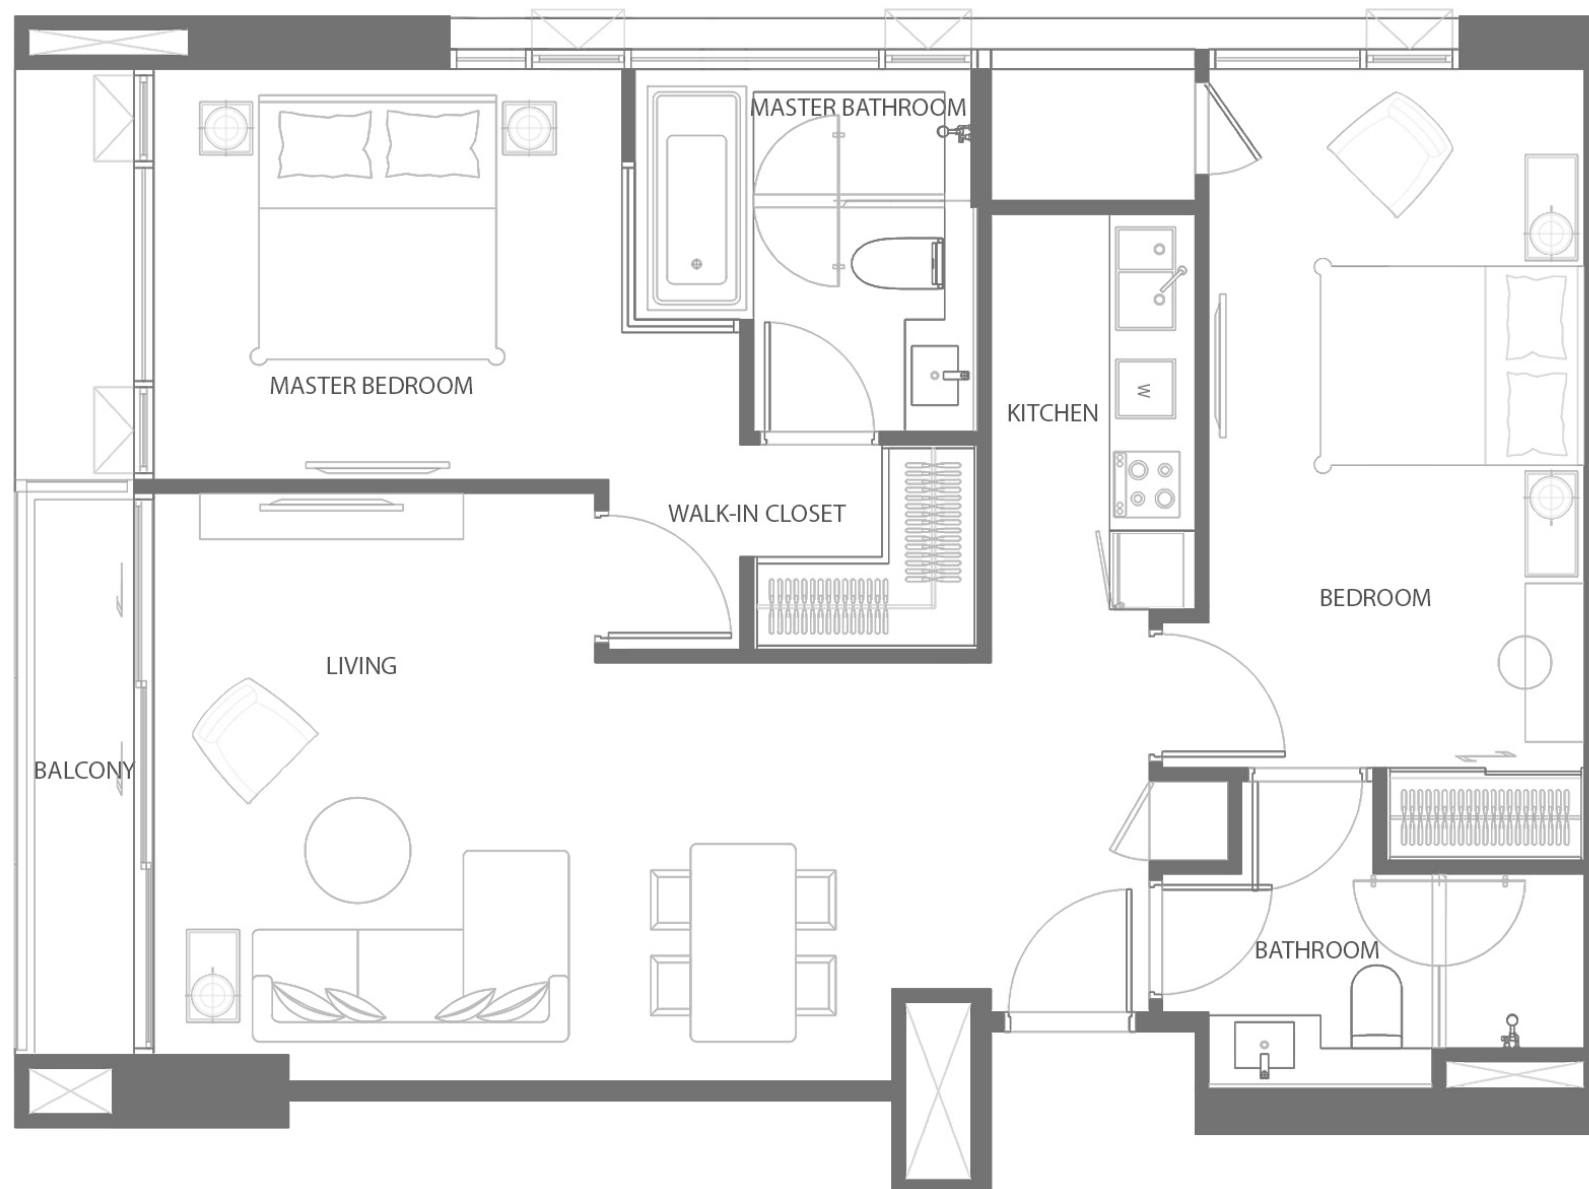 MASTER BATHROOM
MASTER BEDROOM
W
KITCHEN
WALK-IN CLOSET
BEDROOM
LIVING
BALCONY
BATHROOM